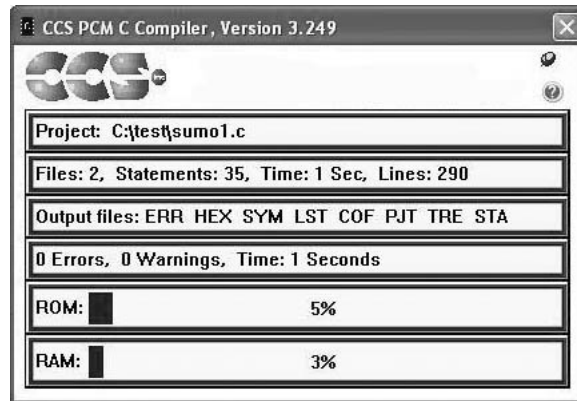 CCS PCM C Compiler, Version 3.249
CCS
Project: C:\test\sumo1.c
Files: 2, Statements: 35, Time: 1 Sec, Lines: 290
Output files: ERR HEX SYM LST COF PJT TRE STA
0 Errors, 0 Warnings, Time: 1 Seconds
ROM: 5%
RAM: 3%